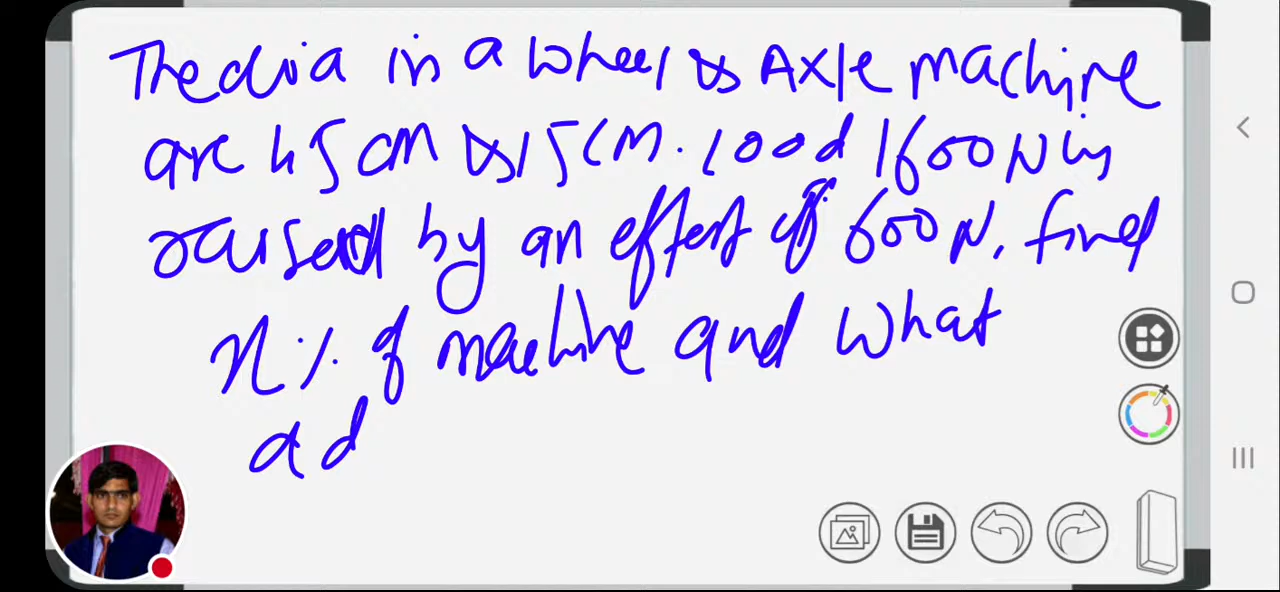 The dia in a wheel & Axle machine
are 45 cm & 15 cm. Load 1600 N is
raised by an effort of 600 N, find
η % of machine and what
ad